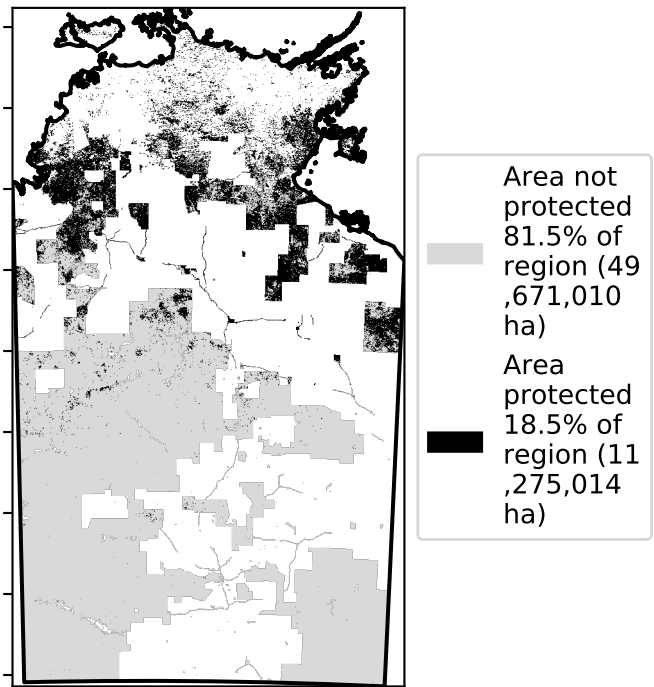 Area not
protected
81.5% of
region (49
,671,010
ha)
Area
protected
18.5% of
region (11
,275,014
ha)